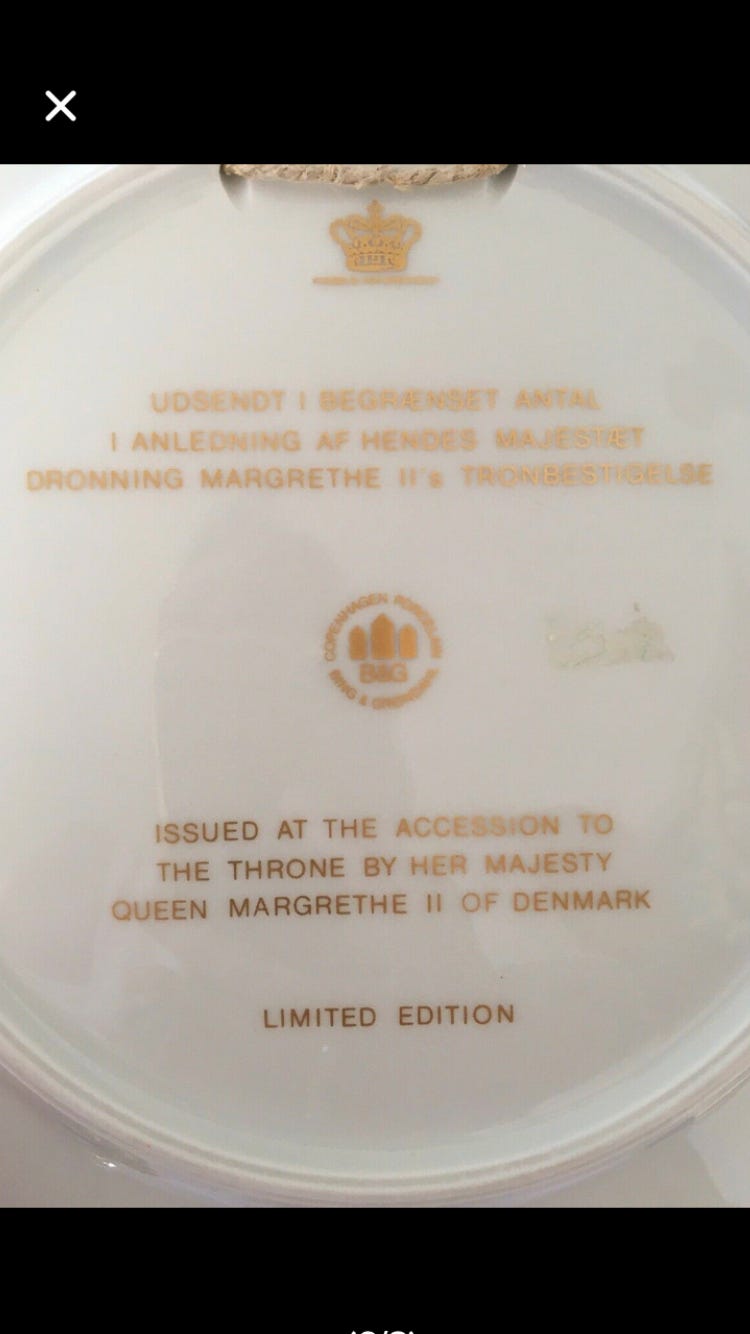 UDSENDT I BEGRÆNSET ANTAL
I ANLEDNING AF HENDES MAJESTÆT
DRONNING MARGRETHE II's TRONBESTIGELSE
COPENHAGEN PORCELAIN
B&G
BING & GRØNDAHL
ISSUED AT THE ACCESSION TO
THE THRONE BY HER MAJESTY
QUEEN MARGRETHE II OF DENMARK
LIMITED EDITION